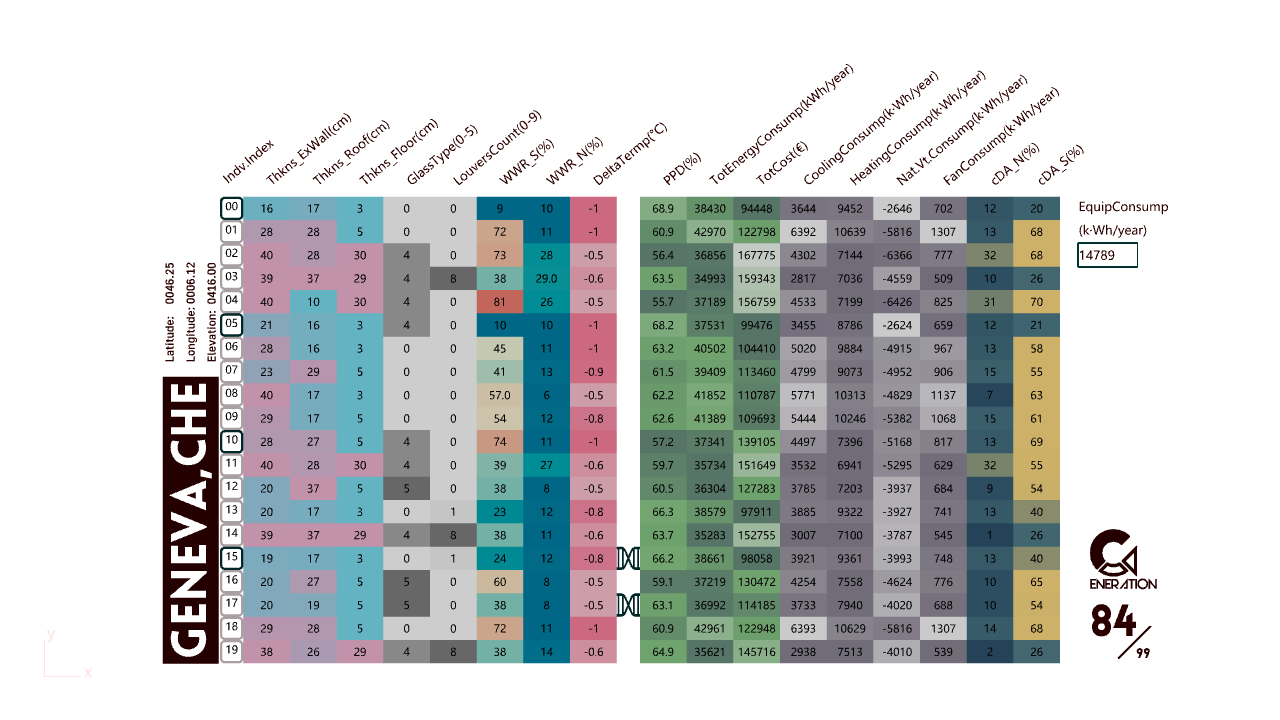 Indv.Index Thkns_ExWall(cm) Thkns_Roof(cm) Thkns_Floor(cm) GlassType(0-5) LouversCount(0-9) WWR_S(%) WWR_N(%) DeltaTermp(°C) PPD(%) TotEnergyConsump(kWh/year) TotCost(€) CoolingConsump(k·Wh/year) HeatingConsump(k·Wh/year) Nat.Vt.Consump(k·Wh/year) FanConsump(k·Wh/year) cDA_N(%) cDA_S(%)
00 16 17 3 0 0 9 10 -1 68.9 38430 94448 3644 9452 -2646 702 12 20
01 28 28 5 0 0 72 11 -1 60.9 42970 122798 6392 10639 -5816 1307 13 68
02 40 28 30 4 0 73 28 -0.5 56.4 36856 167775 4302 7144 -6366 777 32 68
03 39 37 29 4 8 38 29.0 -0.6 63.5 34993 159343 2817 7036 -4559 509 10 26
04 40 10 30 4 0 81 26 -0.5 55.7 37189 156759 4533 7199 -6426 825 31 70
05 21 16 3 4 0 10 10 -1 68.2 37531 99476 3455 8786 -2624 659 12 21
06 28 16 3 0 0 45 11 -1 63.2 40502 104410 5020 9884 -4915 967 13 58
07 23 29 5 0 0 41 13 -0.9 61.5 39409 113460 4799 9073 -4952 906 15 55
08 40 17 3 0 0 57.0 6 -0.5 62.2 41852 110787 5771 10313 -4829 1137 7 63
09 29 17 5 0 0 54 12 -0.8 62.6 41389 109693 5444 10246 -5382 1068 15 61
10 28 27 5 4 0 74 11 -1 57.2 37341 139105 4497 7396 -5168 817 13 69
11 40 28 30 4 0 39 27 -0.6 59.7 35734 151649 3532 6941 -5295 629 32 55
12 20 37 5 5 0 38 8 -0.5 60.5 36304 127283 3785 7203 -3937 684 9 54
13 20 17 3 0 1 23 12 -0.8 66.3 38579 97911 3885 9322 -3927 741 13 40
14 39 37 29 4 8 38 11 -0.6 63.7 35283 152755 3007 7100 -3787 545 1 26
15 19 17 3 0 1 24 12 -0.8 66.2 38661 98058 3921 9361 -3993 748 13 40
16 20 27 5 5 0 60 8 -0.5 59.1 37219 130472 4254 7558 -4624 776 10 65
17 20 19 5 5 0 38 8 -0.5 63.1 36992 114185 3733 7940 -4020 688 10 54
18 29 28 5 0 0 72 11 -1 60.9 42961 122948 6393 10629 -5816 1307 14 68
19 38 26 29 4 8 38 14 -0.6 64.9 35621 145716 2938 7513 -4010 539 2 26
Latitude: 0046.25
Longitude: 0006.12
Elevation: 0416.00
GENEVA,CHE
EquipConsump
(k·Wh/year)
14789
ENERATION
84/99
y
x